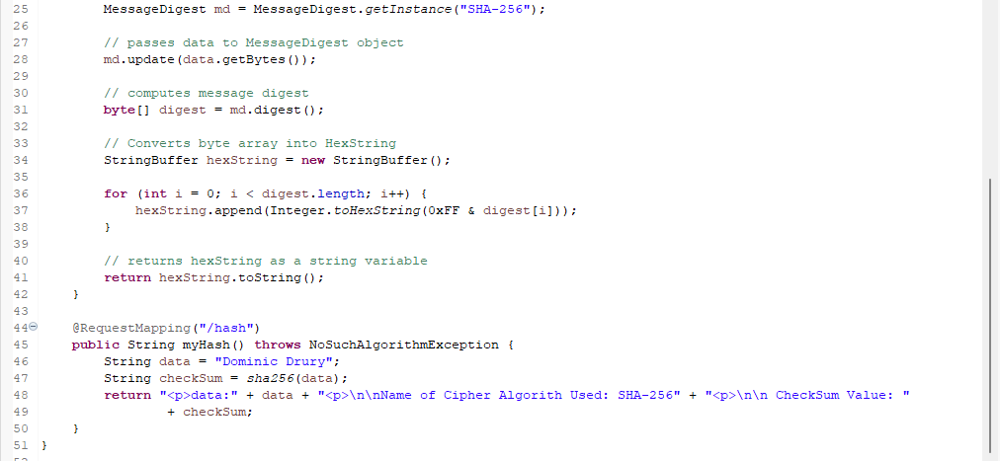 25 MessageDigest md = MessageDigest.getInstance("SHA-256");
26
27 // passes data to MessageDigest object
28 md.update(data.getBytes());
29
30 // computes message digest
31 byte[] digest = md.digest();
32
33 // Converts byte array into HexString
34 StringBuffer hexString = new StringBuffer();
35
36 for (int i = 0; i < digest.length; i++) {
37 hexString.append(Integer.toHexString(0xFF & digest[i]));
38 }
39
40 // returns hexString as a string variable
41 return hexString.toString();
42 }
43
44 @RequestMapping("/hash")
45 public String myHash() throws NoSuchAlgorithmException {
46 String data = "Dominic Drury";
47 String checkSum = sha256(data);
48 return "<p>data:" + data + "<p>\n\nName of Cipher Algorith Used: SHA-256" + "<p>\n\n CheckSum Value: "
49 + checkSum;
50 }
51 }